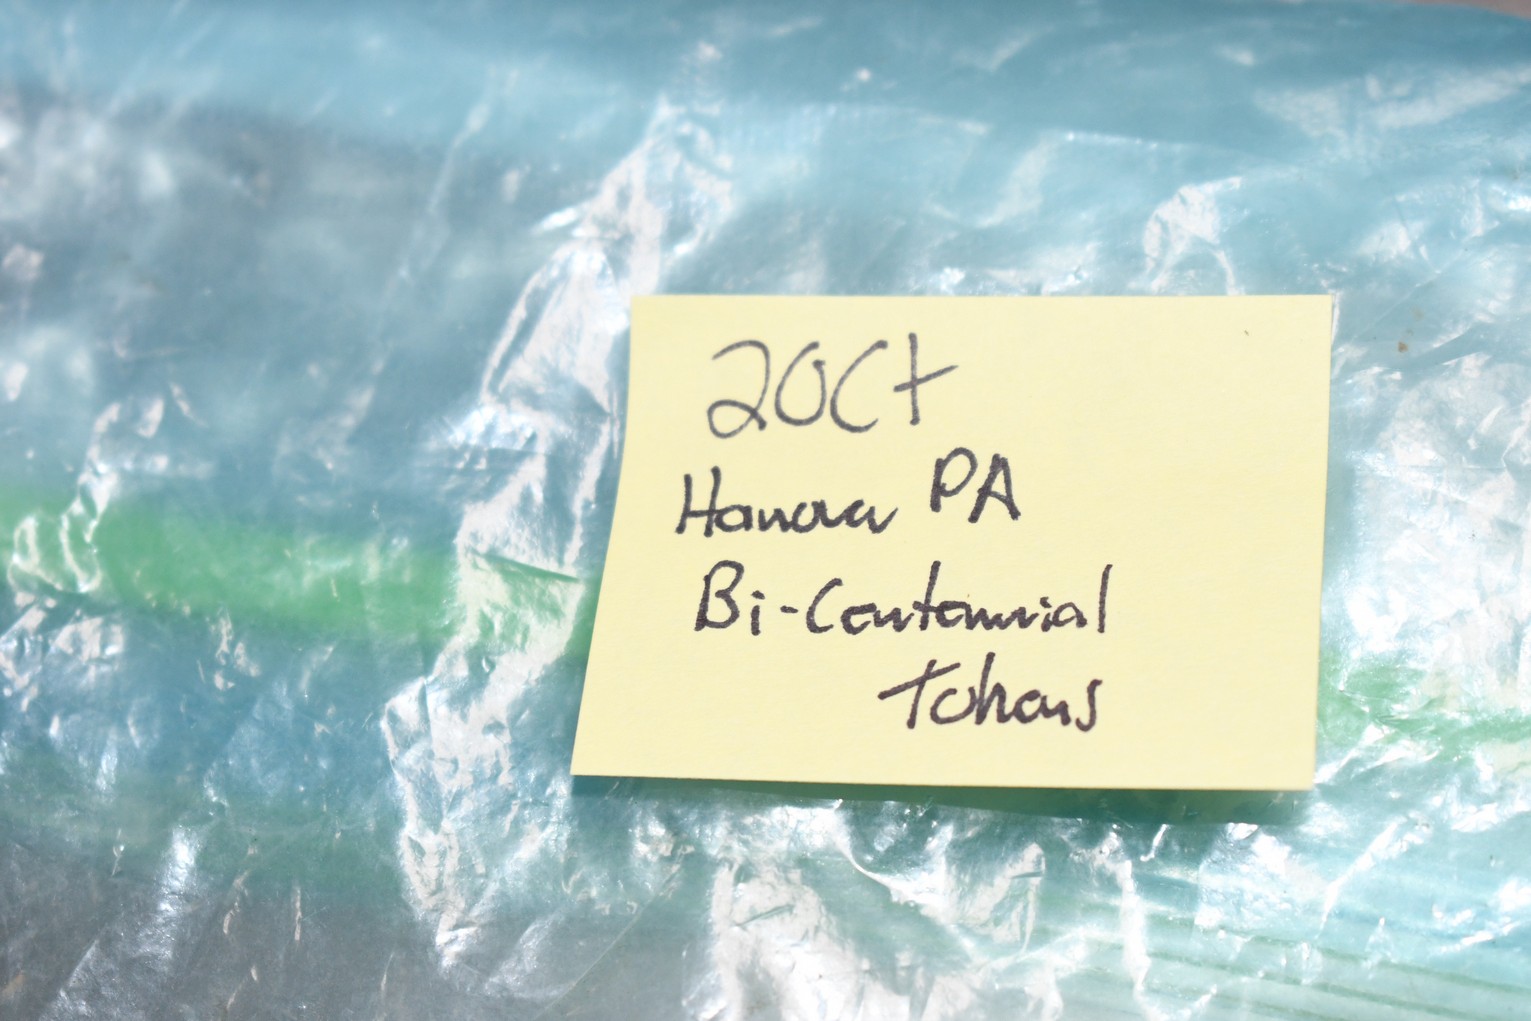 20Ct
Hanover PA
Bi-Centennial
Tokens